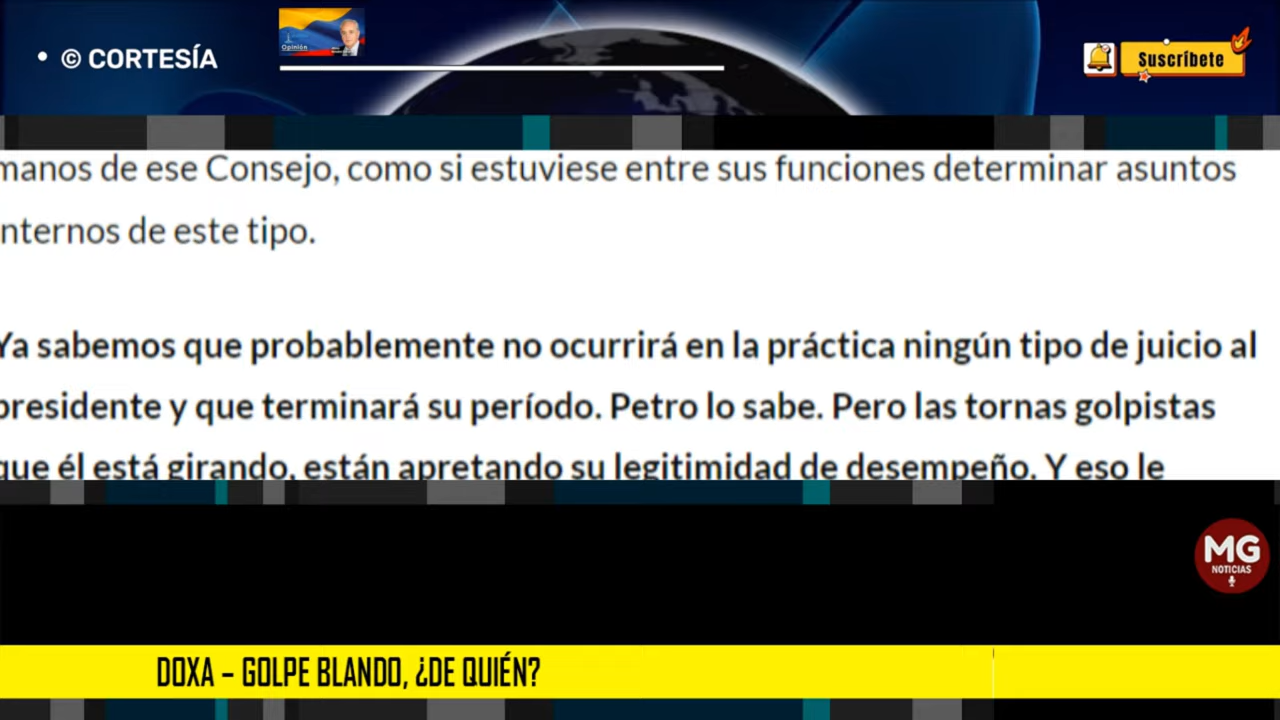 • © CORTESÍA
Opinión
Suscríbete
manos de ese Consejo, como si estuviese entre sus funciones determinar asuntos
nternos de este tipo.
Ya sabemos que probablemente no ocurrirá en la práctica ningún tipo de juicio al
presidente y que terminará su período. Petro lo sabe. Pero las tornas golpistas
que él está girando, están apretando su legitimidad de desempeño. Y eso le
MG
NOTICIAS
DOXA – GOLPE BLANDO, ¿DE QUIÉN?